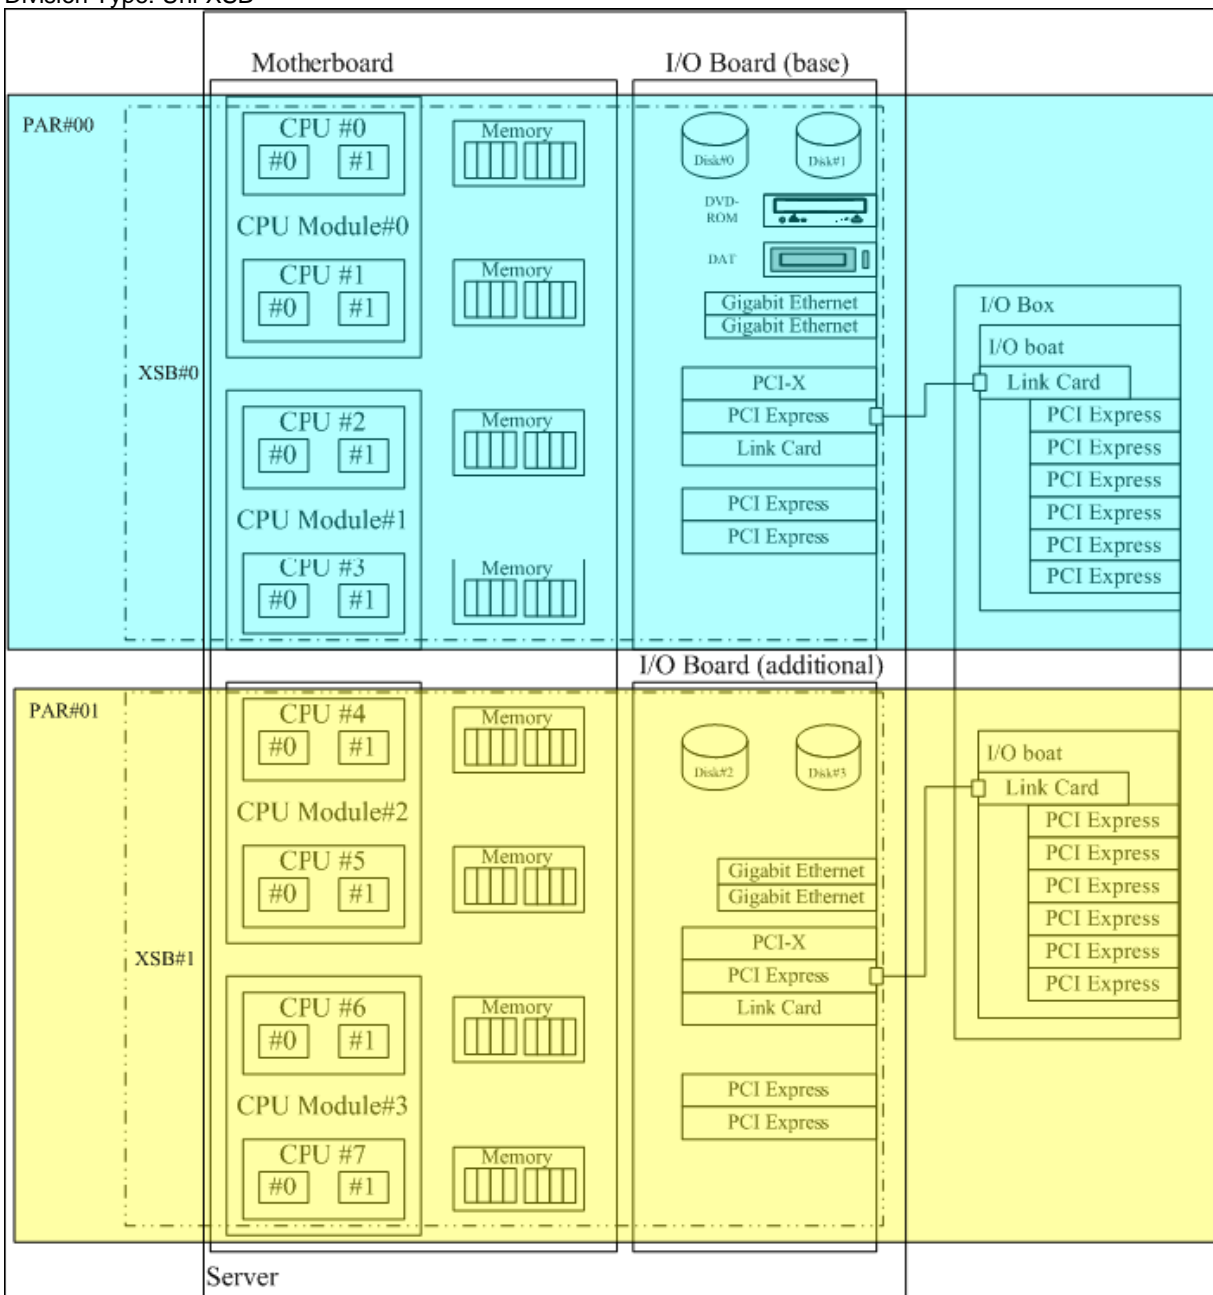 Division Type: Uni-XSB
Motherboard
I/O Board (base)
PAR#00
CPU #0
#0 #1
Memory
Disk#0
Disk#1
DVD-
ROM
CPU Module#0
DAT
CPU #1
#0 #1
Memory
Gigabit Ethernet
Gigabit Ethernet
I/O Box
I/O boat
XSB#0
PCI-X
Link Card
CPU #2
#0 #1
Memory
PCI Express
Link Card
PCI Express
PCI Express
PCI Express
PCI Express
PCI Express
PCI Express
CPU Module#1
PCI Express
PCI Express
CPU #3
#0 #1
Memory
I/O Board (additional)
PAR#01
CPU #4
#0 #1
Memory
Disk#2
Disk#3
I/O boat
Link Card
CPU Module#2
PCI Express
PCI Express
PCI Express
PCI Express
PCI Express
PCI Express
CPU #5
#0 #1
Memory
Gigabit Ethernet
Gigabit Ethernet
XSB#1
PCI-X
PCI Express
Link Card
CPU #6
#0 #1
Memory
CPU Module#3
PCI Express
PCI Express
CPU #7
#0 #1
Memory
Server